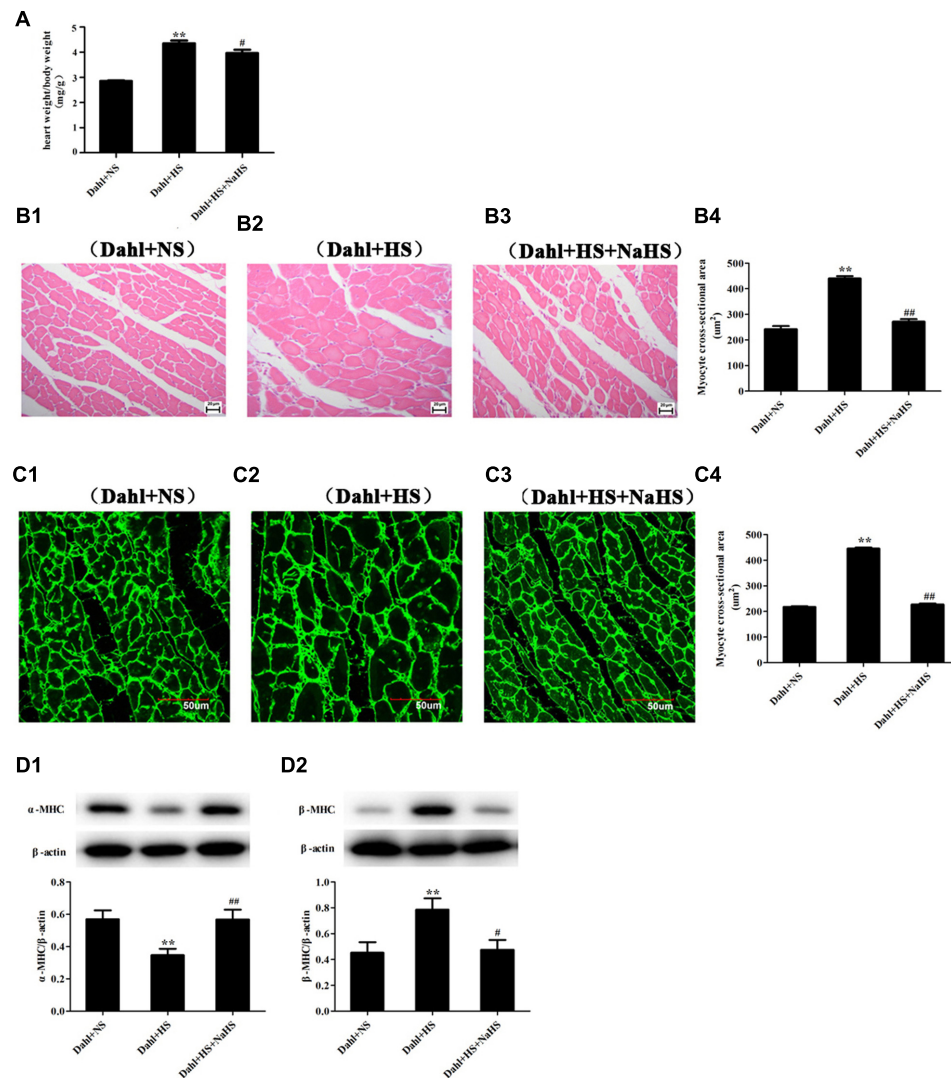 A
heart weight/body weight
(mg/g)
5
4
3
2
1
0
**
#
Dahl+NS
Dahl+HS
Dahl+HS+NaHS
B1
(Dahl+NS)
20μm
B2
(Dahl+HS)
20μm
B3
(Dahl+HS+NaHS)
20μm
B4
Myocyte cross-sectional area
(um²)
500
400
300
200
100
0
**
##
Dahl+NS
Dahl+HS
Dahl+HS+NaHS
C1
(Dahl+NS)
50um
C2
(Dahl+HS)
50um
C3
(Dahl+HS+NaHS)
50um
C4
Myocyte cross-sectional area
(um²)
500
400
300
200
100
0
**
##
Dahl+NS
Dahl+HS
Dahl+HS+NaHS
D1
α-MHC
β-actin
α-MHC/β-actin
0.8
0.6
0.4
0.2
0.0
**
##
Dahl+NS
Dahl+HS
Dahl+HS+NaHS
D2
β-MHC
β-actin
β-MHC/β-actin
1.0
0.8
0.6
0.4
0.2
0.0
**
#
Dahl+NS
Dahl+HS
Dahl+HS+NaHS